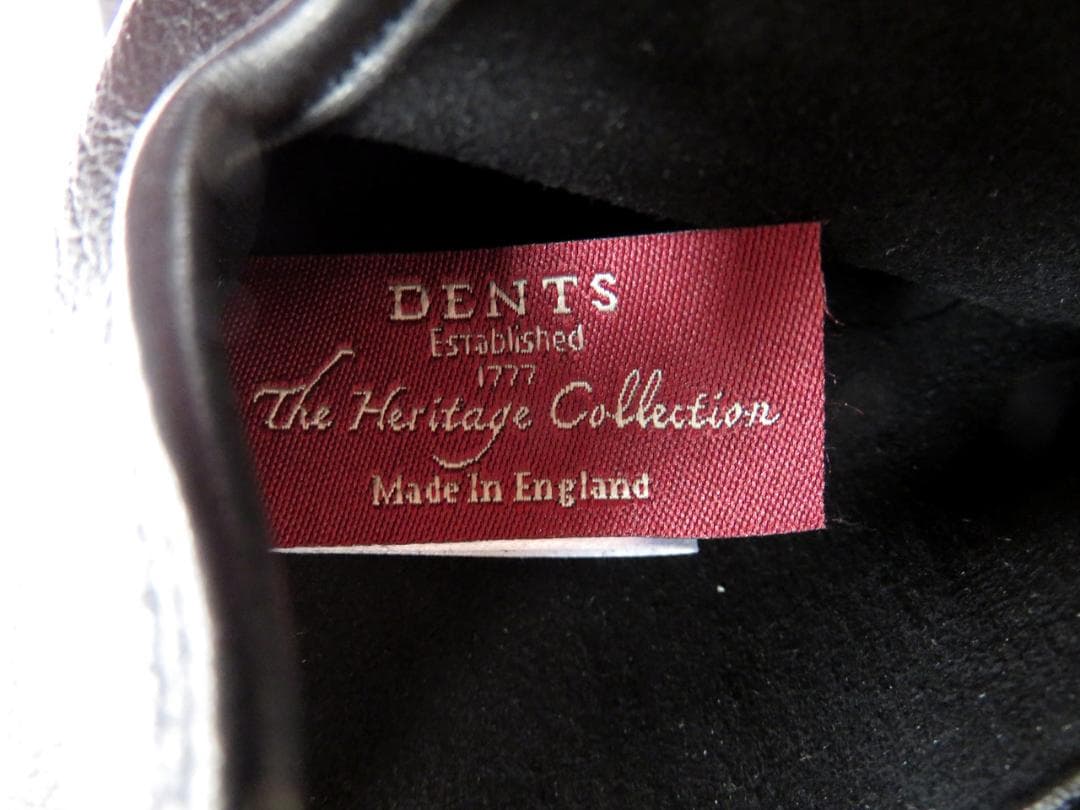 DENTS
Established
1777
The Heritage Collection
Made In England